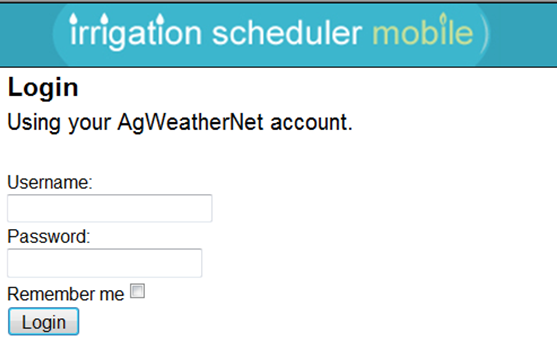 irrigation scheduler mobile
Login
Using your AgWeatherNet account.
Username:
Password:
Remember me
Login